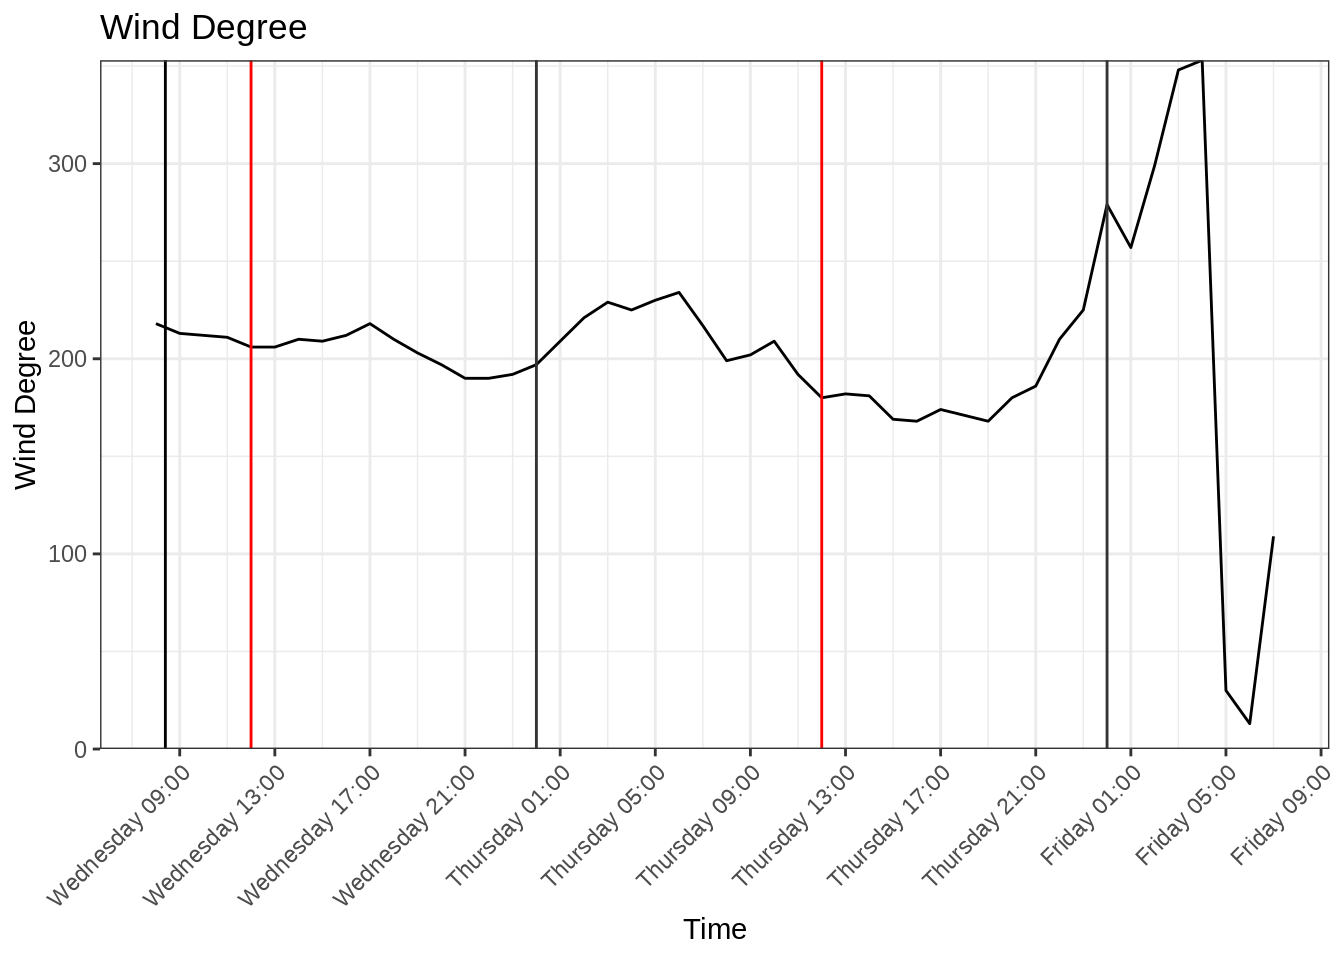 Wind Degree
Wind Degree
300
200
100
0
Wednesday 09:00
Wednesday 13:00
Wednesday 17:00
Wednesday 21:00
Thursday 01:00
Thursday 05:00
Thursday 09:00
Thursday 13:00
Thursday 17:00
Thursday 21:00
Friday 01:00
Friday 05:00
Friday 09:00
Time